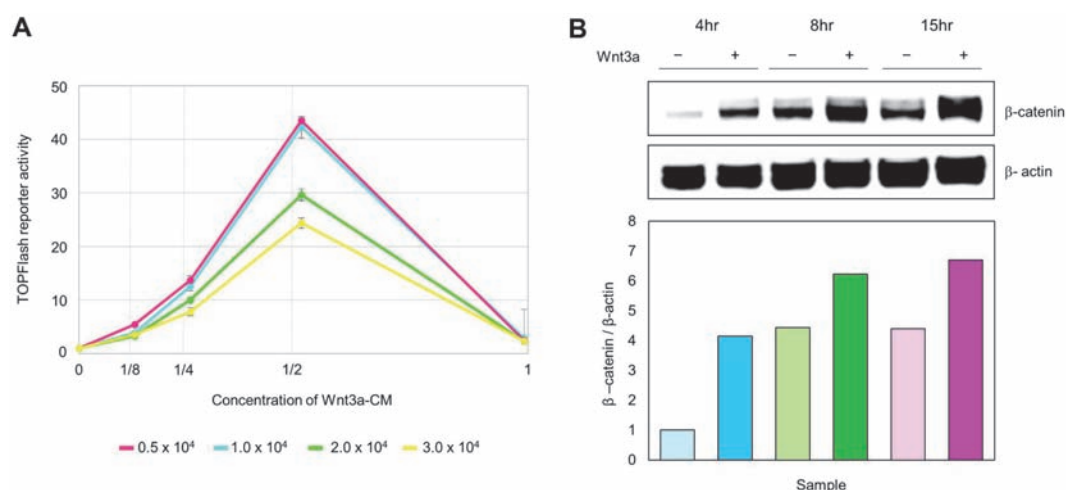 A
TOPFlash reporter activity
50
40
30
20
10
0
0 1/8 1/4 1/2 1
Concentration of Wnt3a-CM
0.5 x 10⁴ 1.0 x 10⁴ 2.0 x 10⁴ 3.0 x 10⁴
B
4hr 8hr 15hr
Wnt3a – + – + – +
β-catenin
β- actin
β –catenin / β-actin
8
7
6
5
4
3
2
1
0
Sample